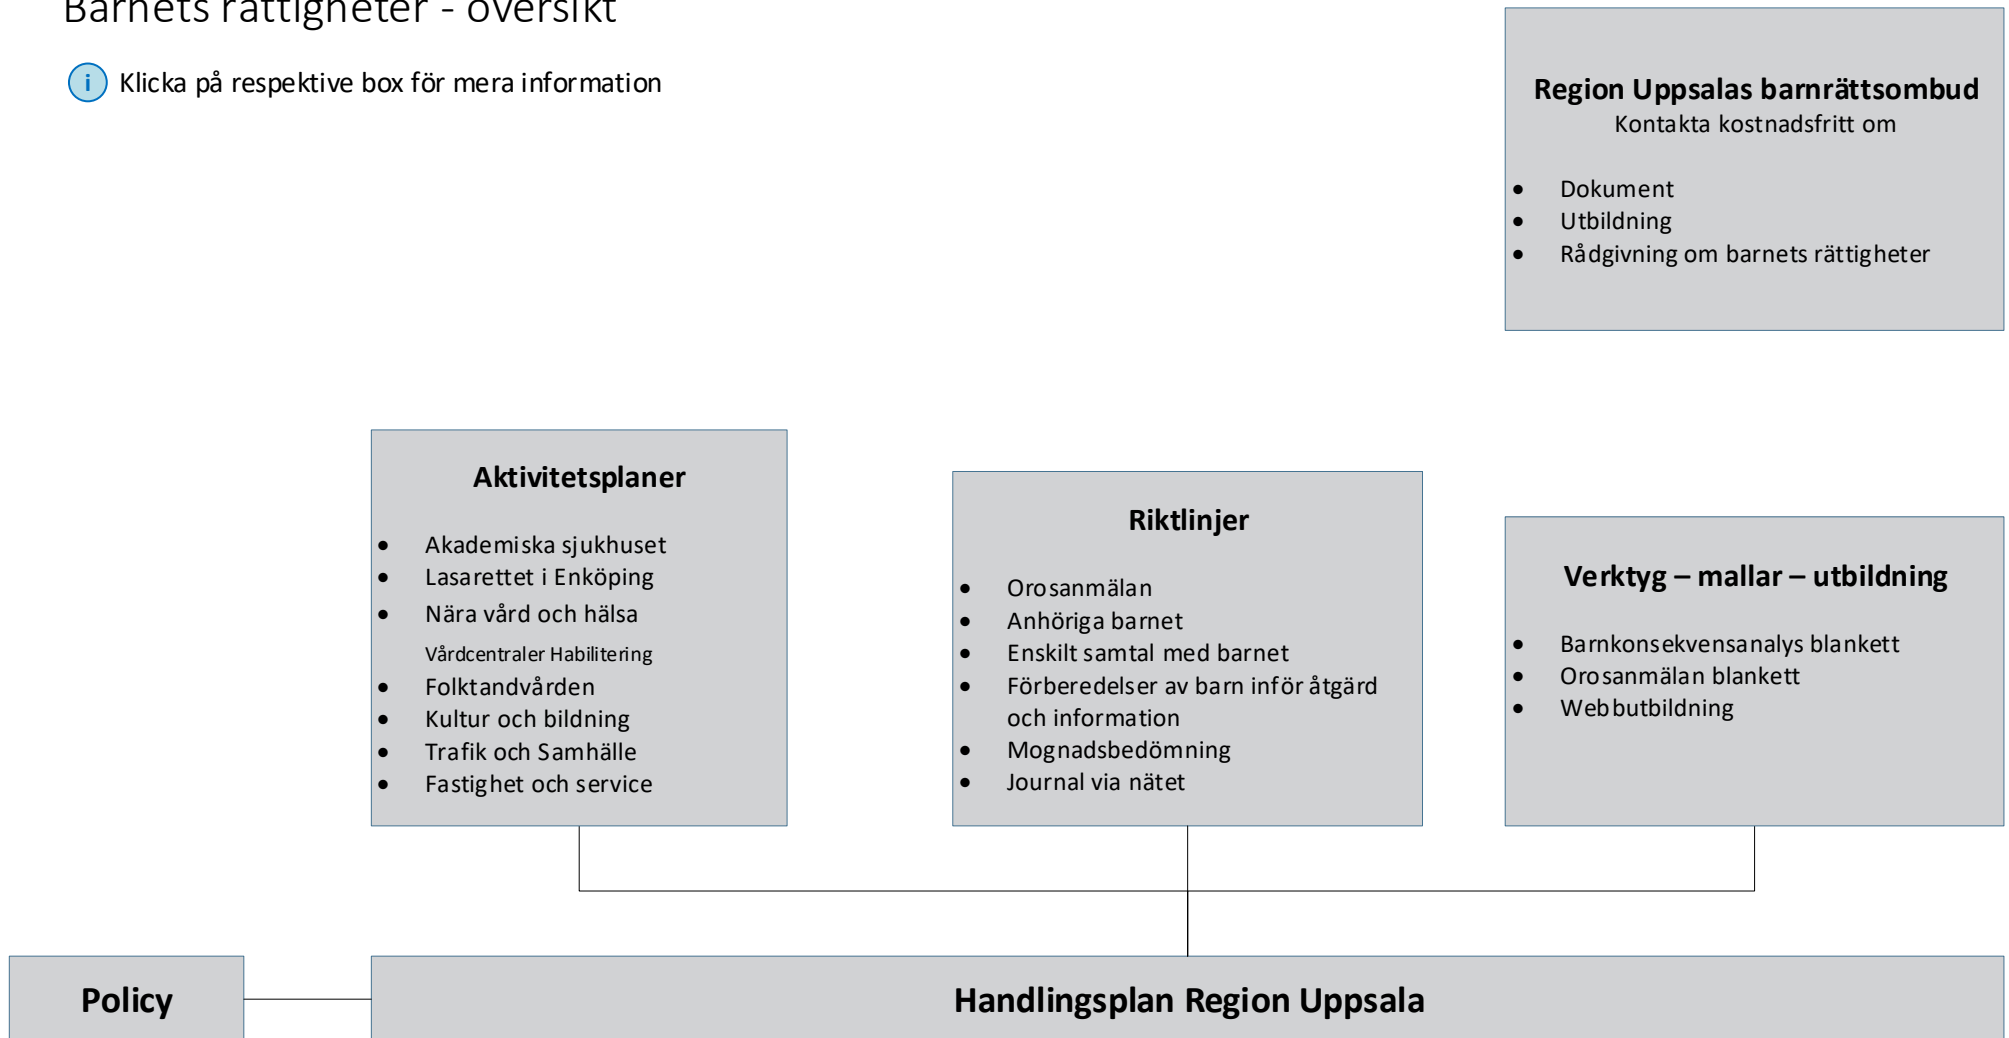 Barnets rättigheter - översikt
i Klicka på respektive box för mera information
Region Uppsalas barnrättsombud
Kontakta kostnadsfritt om
• Dokument
• Utbildning
• Rådgivning om barnets rättigheter
Aktivitetsplaner
• Akademiska sjukhuset
• Lasarettet i Enköping
• Nära vård och hälsa
Vårdcentraler Habilitering
• Folktandvården
• Kultur och bildning
• Trafik och Samhälle
• Fastighet och service
Riktlinjer
• Orosanmälan
• Anhöriga barnet
• Enskilt samtal med barnet
• Förberedelser av barn inför åtgärd
och information
• Mognadsbedömning
• Journal via nätet
Verktyg – mallar – utbildning
• Barnkonsekvensanalys blankett
• Orosanmälan blankett
• Webbutbildning
Policy
Handlingsplan Region Uppsala